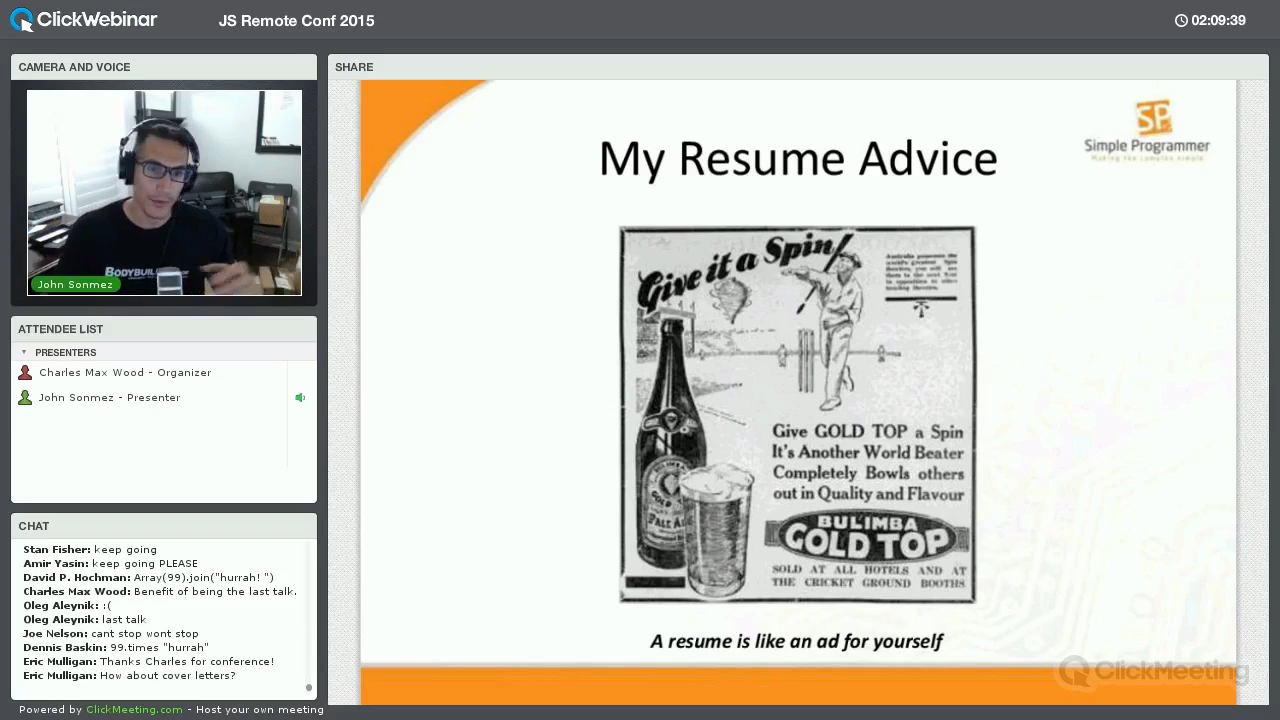 ClickWebinar
JS Remote Conf 2015
02:09:39
CAMERA AND VOICE
BODYBUIL
John Sonmez
ATTENDEE LIST
PRESENTERS
Charles Max Wood - Organizer
John Sonmez - Presenter
CHAT
Stan Fisher: keep going
Amir Yasin: keep going PLEASE
David P. Hochman: Array(99).join("hurrah! ")
Charles Max Wood: Benefit of being the last talk.
Oleg Aleynik: :(
Oleg Aleynik: last talk
Joe Nelson: cant stop wont stop
Dennis Baskin: 99.times "hurrah"
Eric Mulligan: Thanks Charles for conference!
Eric Mulligan: How about cover letters?
Powered by ClickMeeting.com - Host your own meeting
SHARE
SP
Simple Programmer
Making the complex simple
My Resume Advice
Give it a Spin!
Give GOLD TOP a Spin
It's Another World Beater
Completely Bowls others
out in Quality and Flavour
BULIMBA
GOLD TOP
SOLD AT ALL HOTELS AND AT
THE CRICKET GROUND BOOTHS
A resume is like an ad for yourself
ClickMeeting